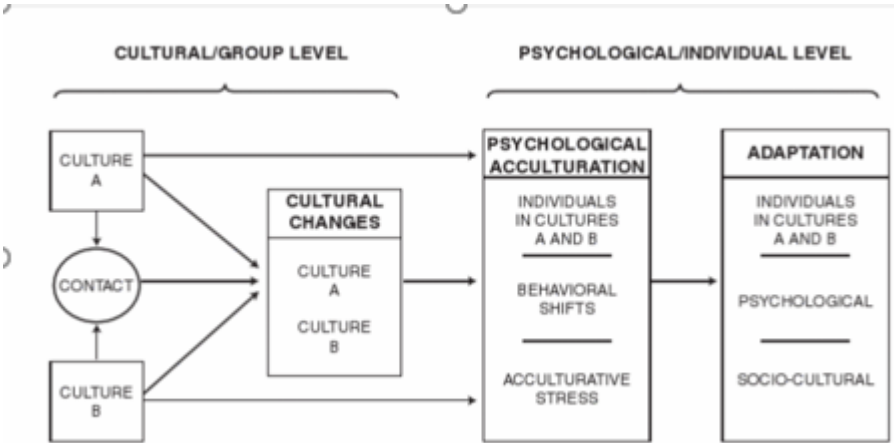 CULTURAL/GROUP LEVEL
PSYCHOLOGICAL/INDIVIDUAL LEVEL
CULTURE
A
CONTACT
CULTURE
B
CULTURAL
CHANGES
CULTURE
A
CULTURE
B
PSYCHOLOGICAL
ACCULTURATION
INDIVIDUALS
IN CULTURES
A AND B
BEHAVIORAL
SHIFTS
ACCULTURATIVE
STRESS
ADAPTATION
INDIVIDUALS
IN CULTURES
A AND B
PSYCHOLOGICAL
SOCIO-CULTURAL